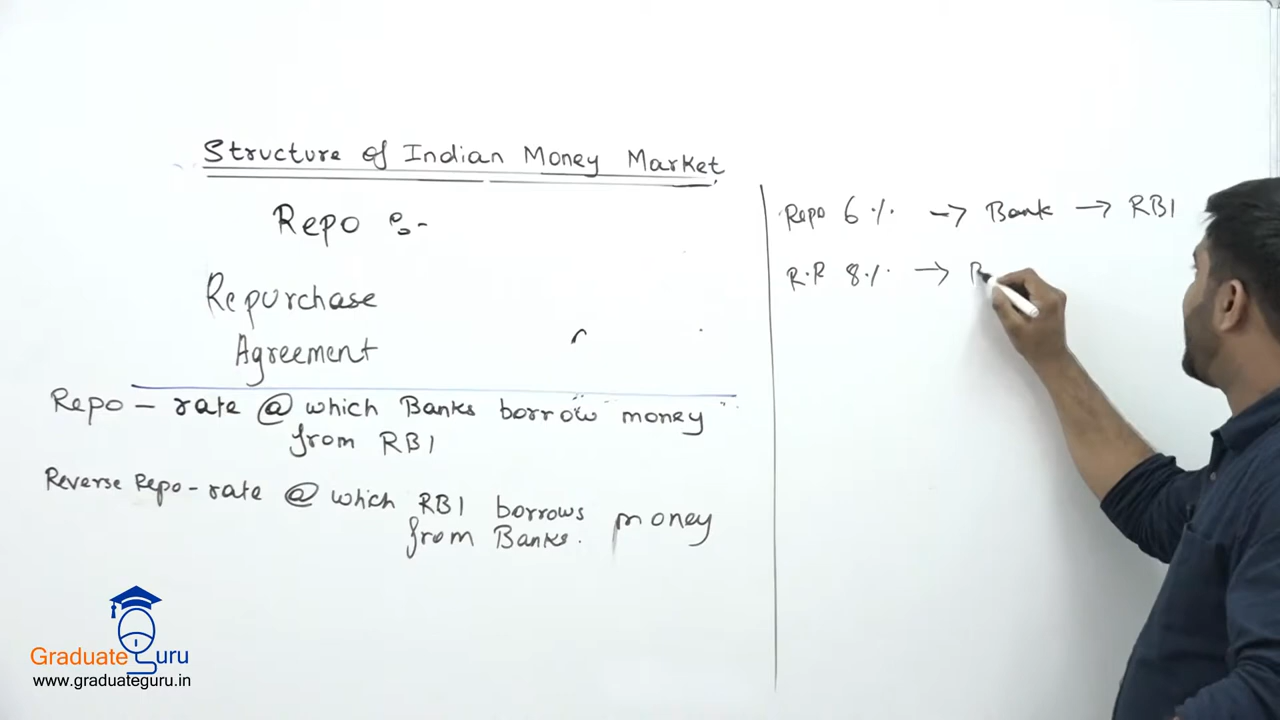 Structure of Indian Money Market
Repo :-
Repurchase
Agreement
Repo - rate @ which Banks borrow money
from RBI
Reverse Repo - rate @ which RBI borrows money
from Banks.
Repo 6% → Bank → RBI
R.R 8% →
GraduateGuru
www.graduateguru.in